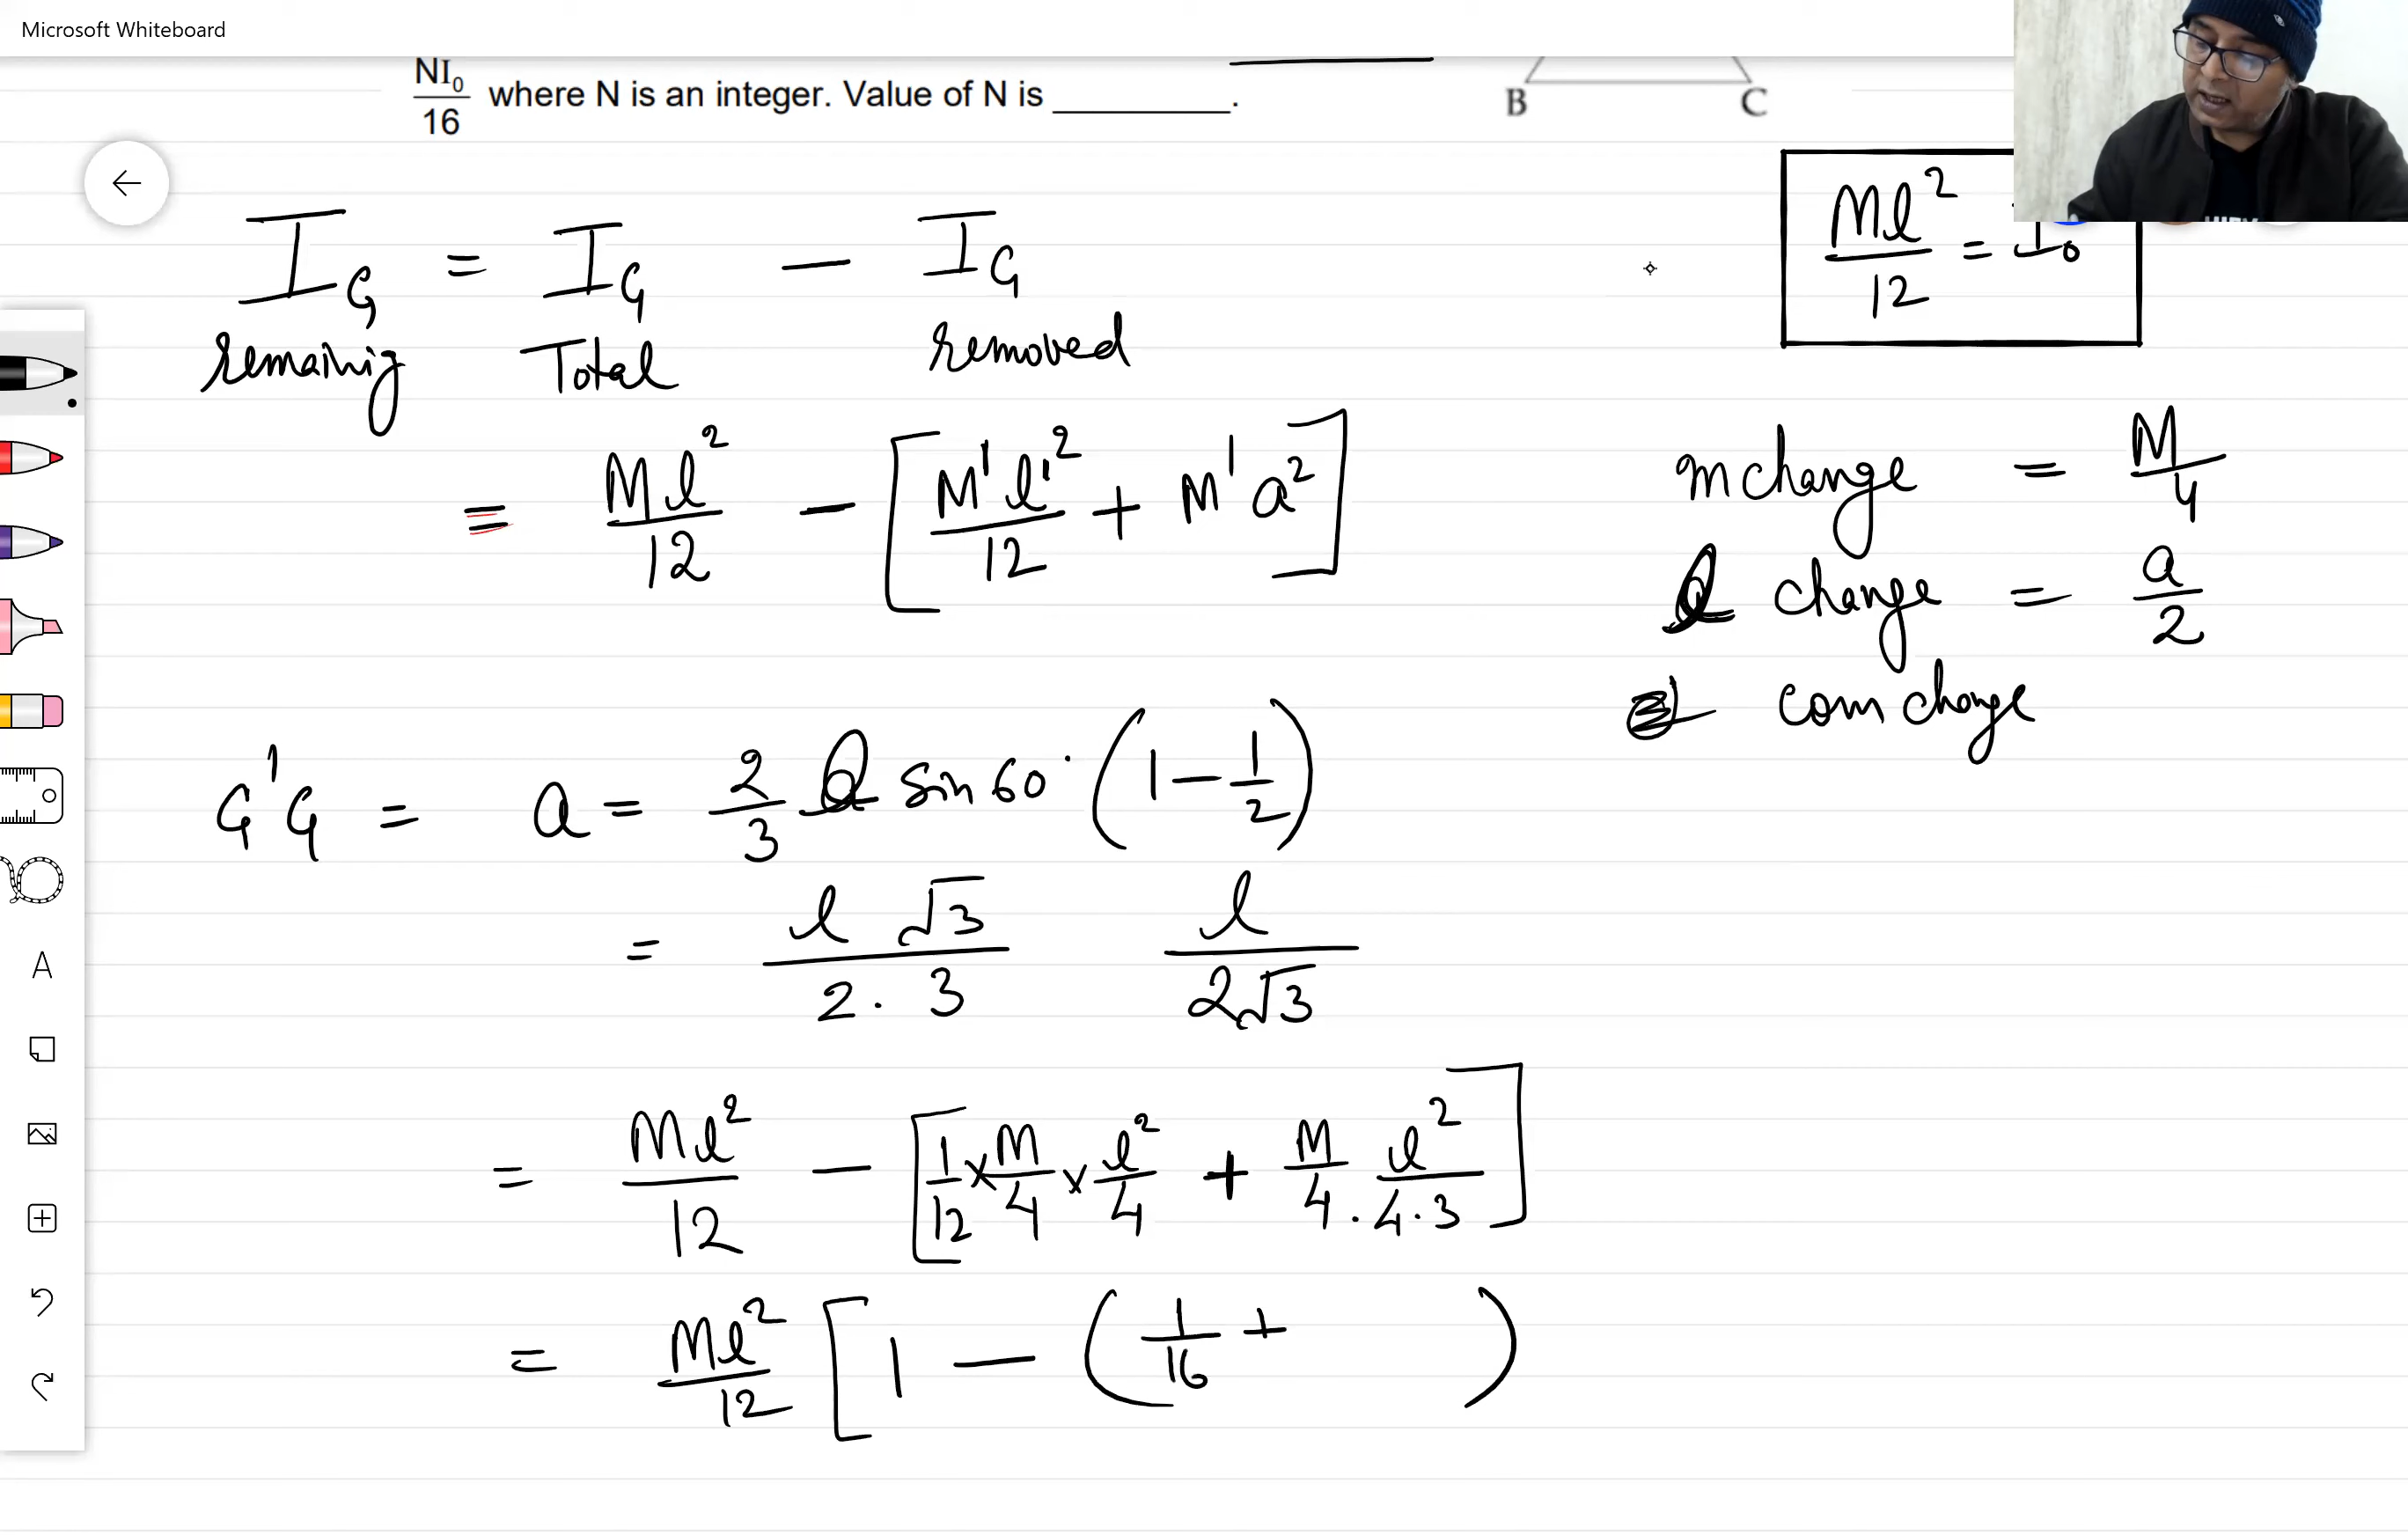 Microsoft Whiteboard
NI₀/16 where N is an integer. Value of N is ________.
B C
I_G = I_G − I_G
remainig Total removed
Ml²/12 = I₀
= Ml²/12 − [M'l'²/12 + M'a²]
m change = M/4
l change = a/2
com change
G'G = a = 2/3 l sin 60° (1 − 1/2)
= l √3/2·3 l/2√3
= Ml²/12 − [1/12 × M/4 × l²/4 + M/4 · l²/4·3]
= Ml²/12 [1 − (1/16 + )
A